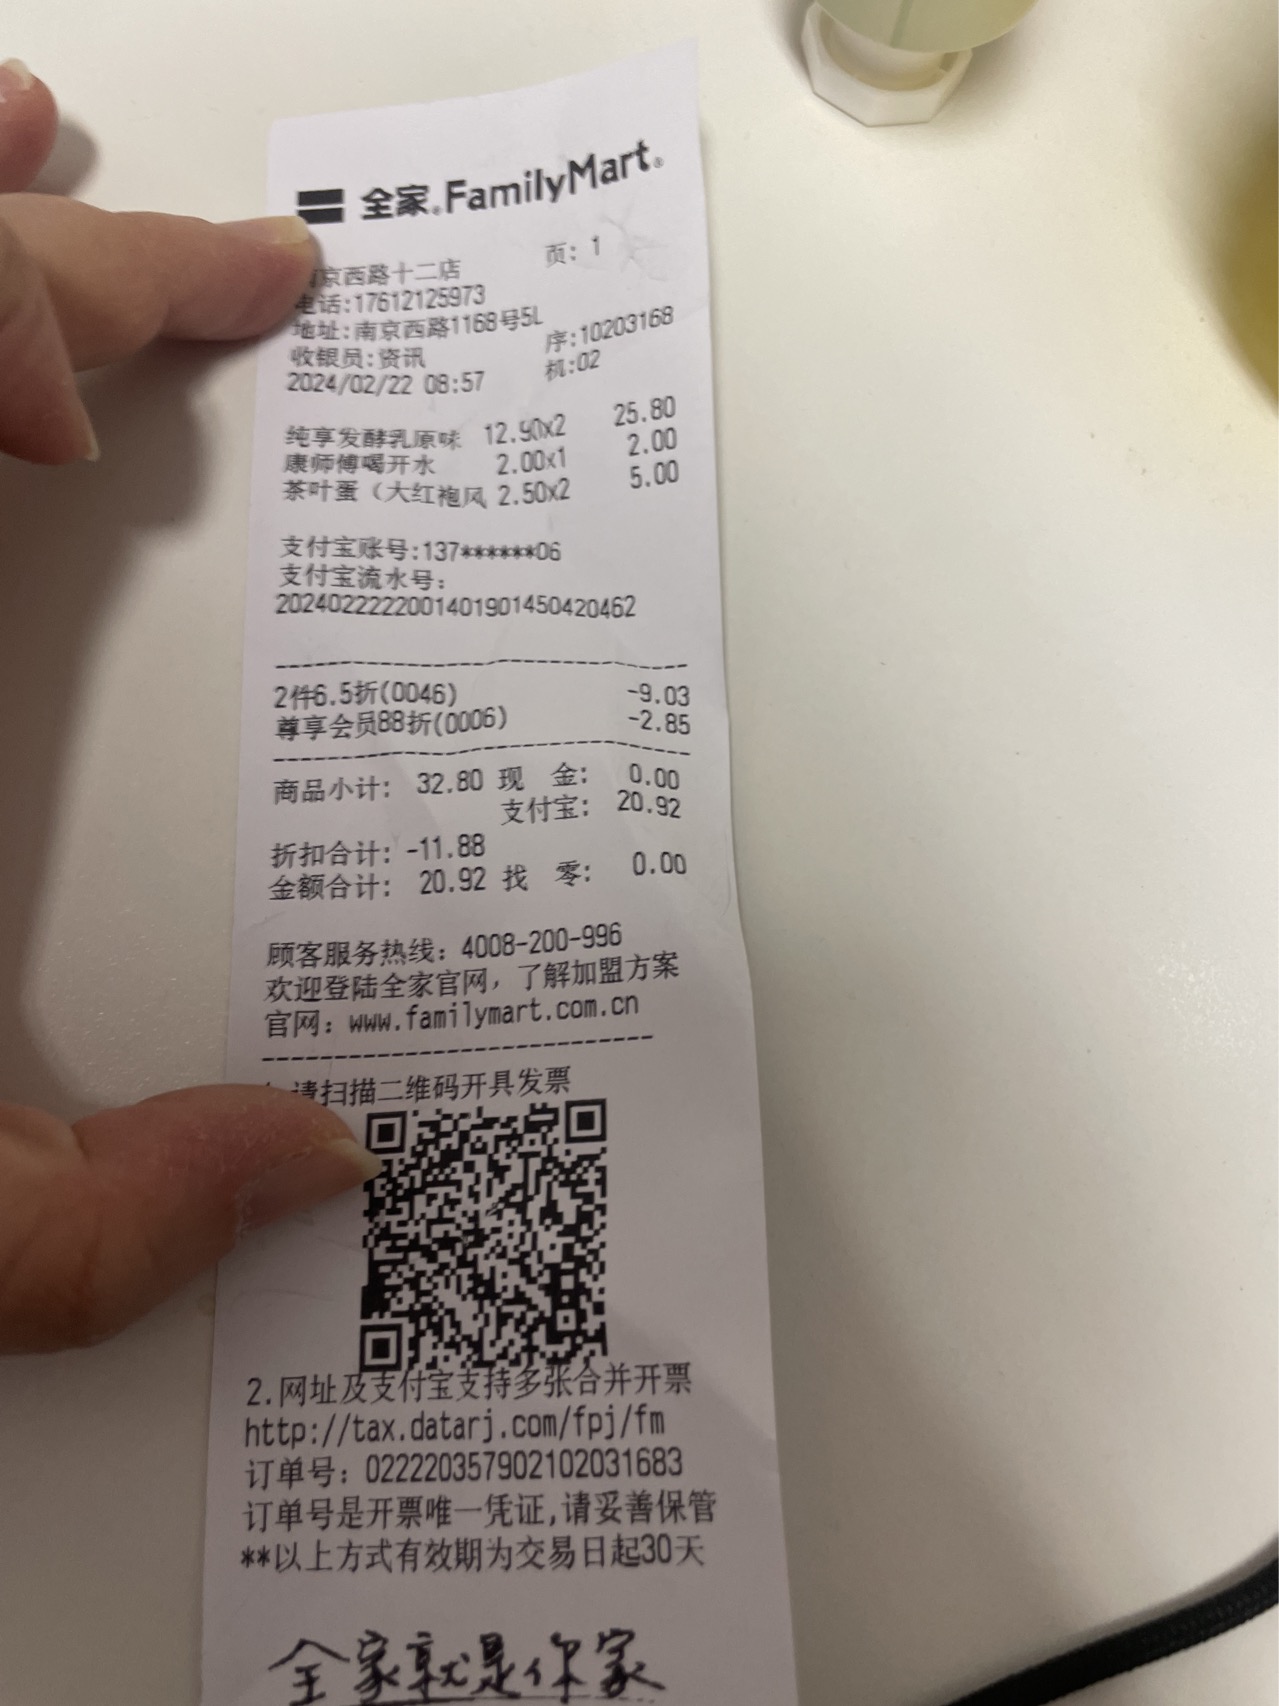 全家®FamilyMart®
京西路十二店 页: 1
电话:17612125973
地址:南京西路1168号5L
收银员:资讯 序:10203168
2024/02/22 08:57 机:02
纯享发酵乳原味 12.90x2 25.80
康师傅喝开水 2.00x1 2.00
茶叶蛋（大红袍风 2.50x2 5.00
支付宝账号:137******06
支付宝流水号:
2024022222001401901450420462
2件6.5折(0046) -9.03
尊享会员88折(0006) -2.85
商品小计: 32.80 现 金: 0.00
支付宝: 20.92
折扣合计: -11.88
金额合计: 20.92 找 零: 0.00
顾客服务热线: 4008-200-996
欢迎登陆全家官网, 了解加盟方案
官网: www.familymart.com.cn
请扫描二维码开具发票
2.网址及支付宝支持多张合并开票
http://tax.datarj.com/fpj/fm
订单号: 022220357902102031683
订单号是开票唯一凭证,请妥善保管
**以上方式有效期为交易日起30天
全家就是你家